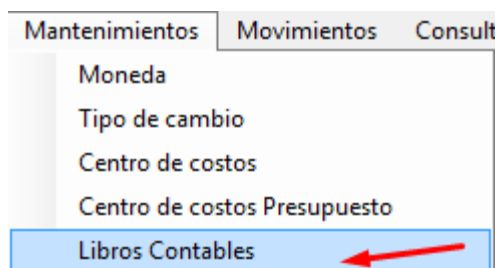 Mantenimientos Movimientos Consult
Moneda
Tipo de cambio
Centro de costos
Centro de costos Presupuesto
Libros Contables